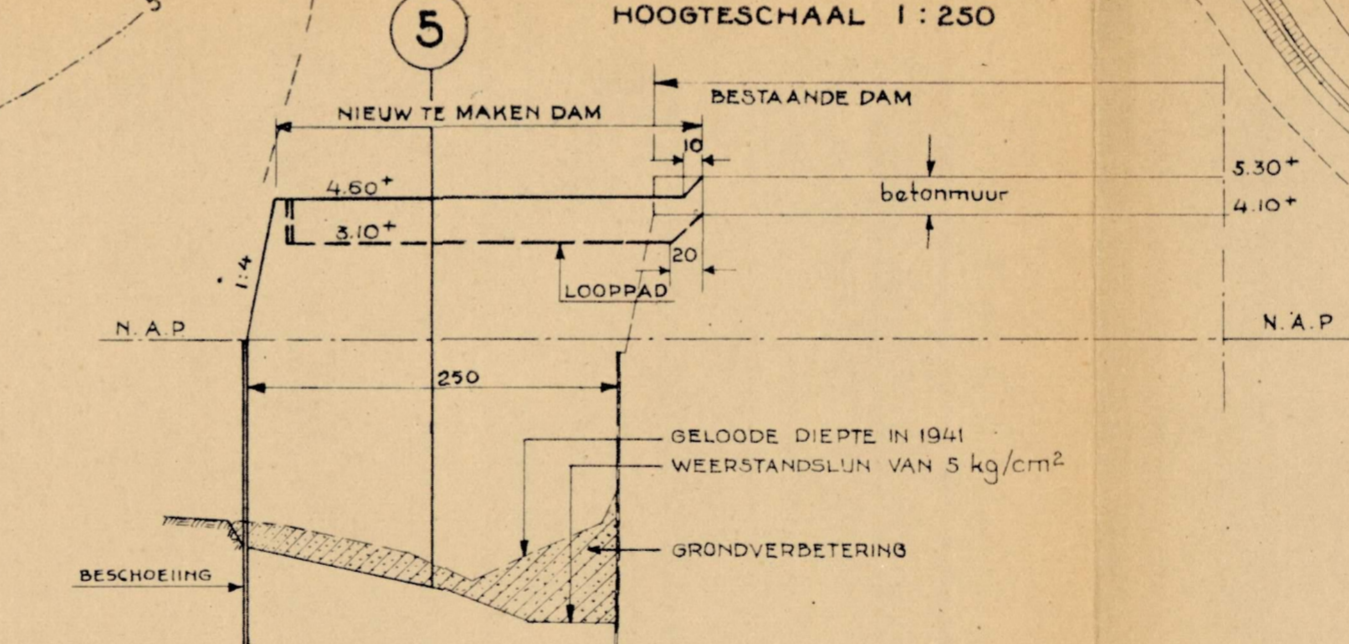 5
HOOGTESCHAAL 1 : 250
5
BESTAANDE DAM
NIEUW TE MAKEN DAM
10
5.30+
4.60+
betonmuur
4.10+
3.10+
20
1:4
LOOPPAD
N.A.P
N.A.P
250
GELOODE DIEPTE IN 1941
WEERSTANDSLIJN VAN 5 kg/cm²
GRONDVERBETERING
BESCHOEIING